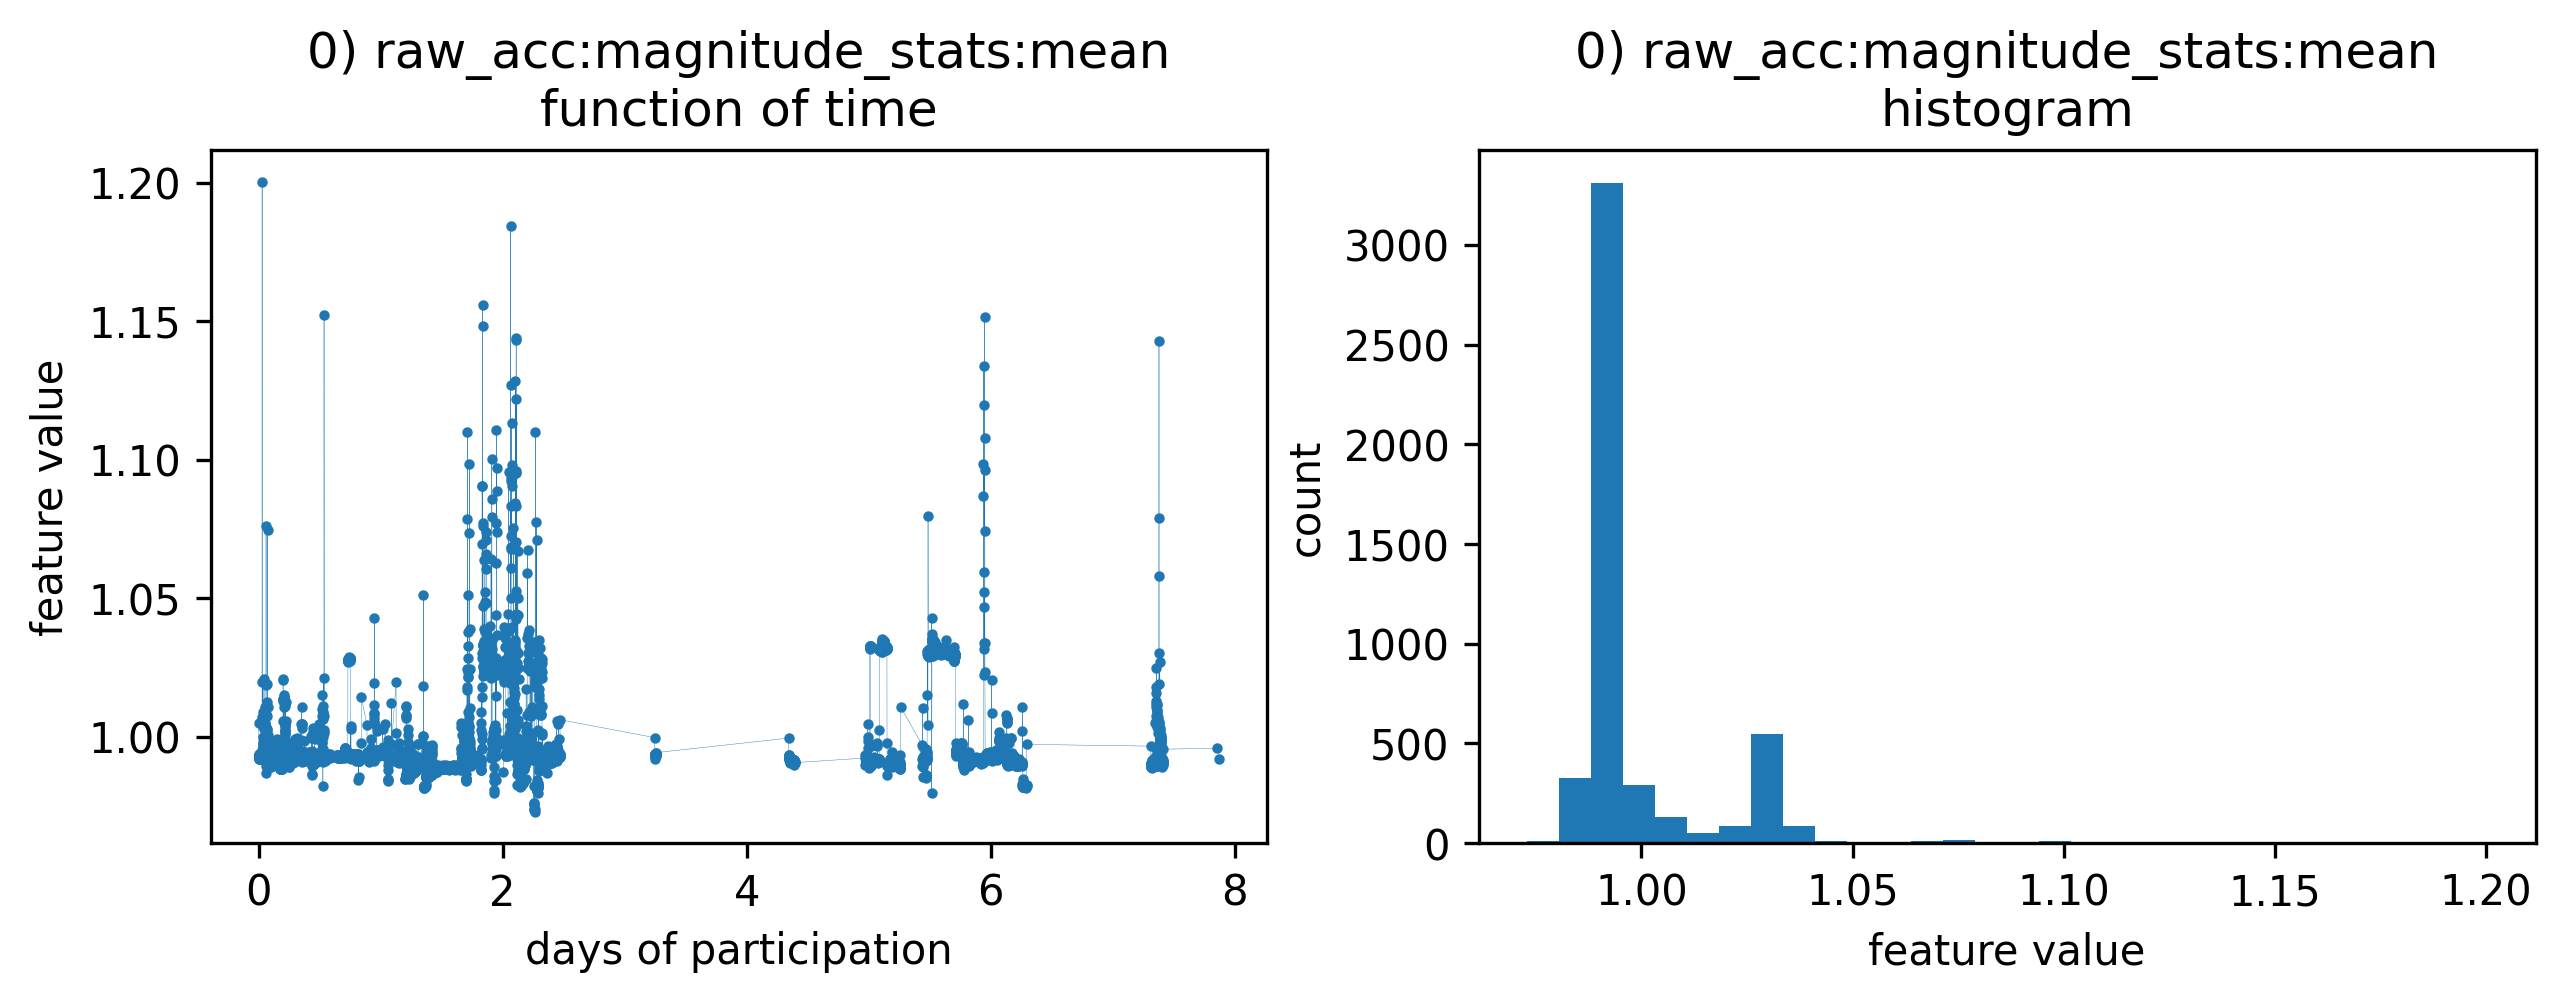 0) raw_acc:magnitude_stats:mean
function of time
1.20
1.15
1.10
1.05
1.00
feature value
0 2 4 6 8
days of participation
0) raw_acc:magnitude_stats:mean
histogram
3000
2500
2000
1500
1000
500
0
count
1.00 1.05 1.10 1.15 1.20
feature value